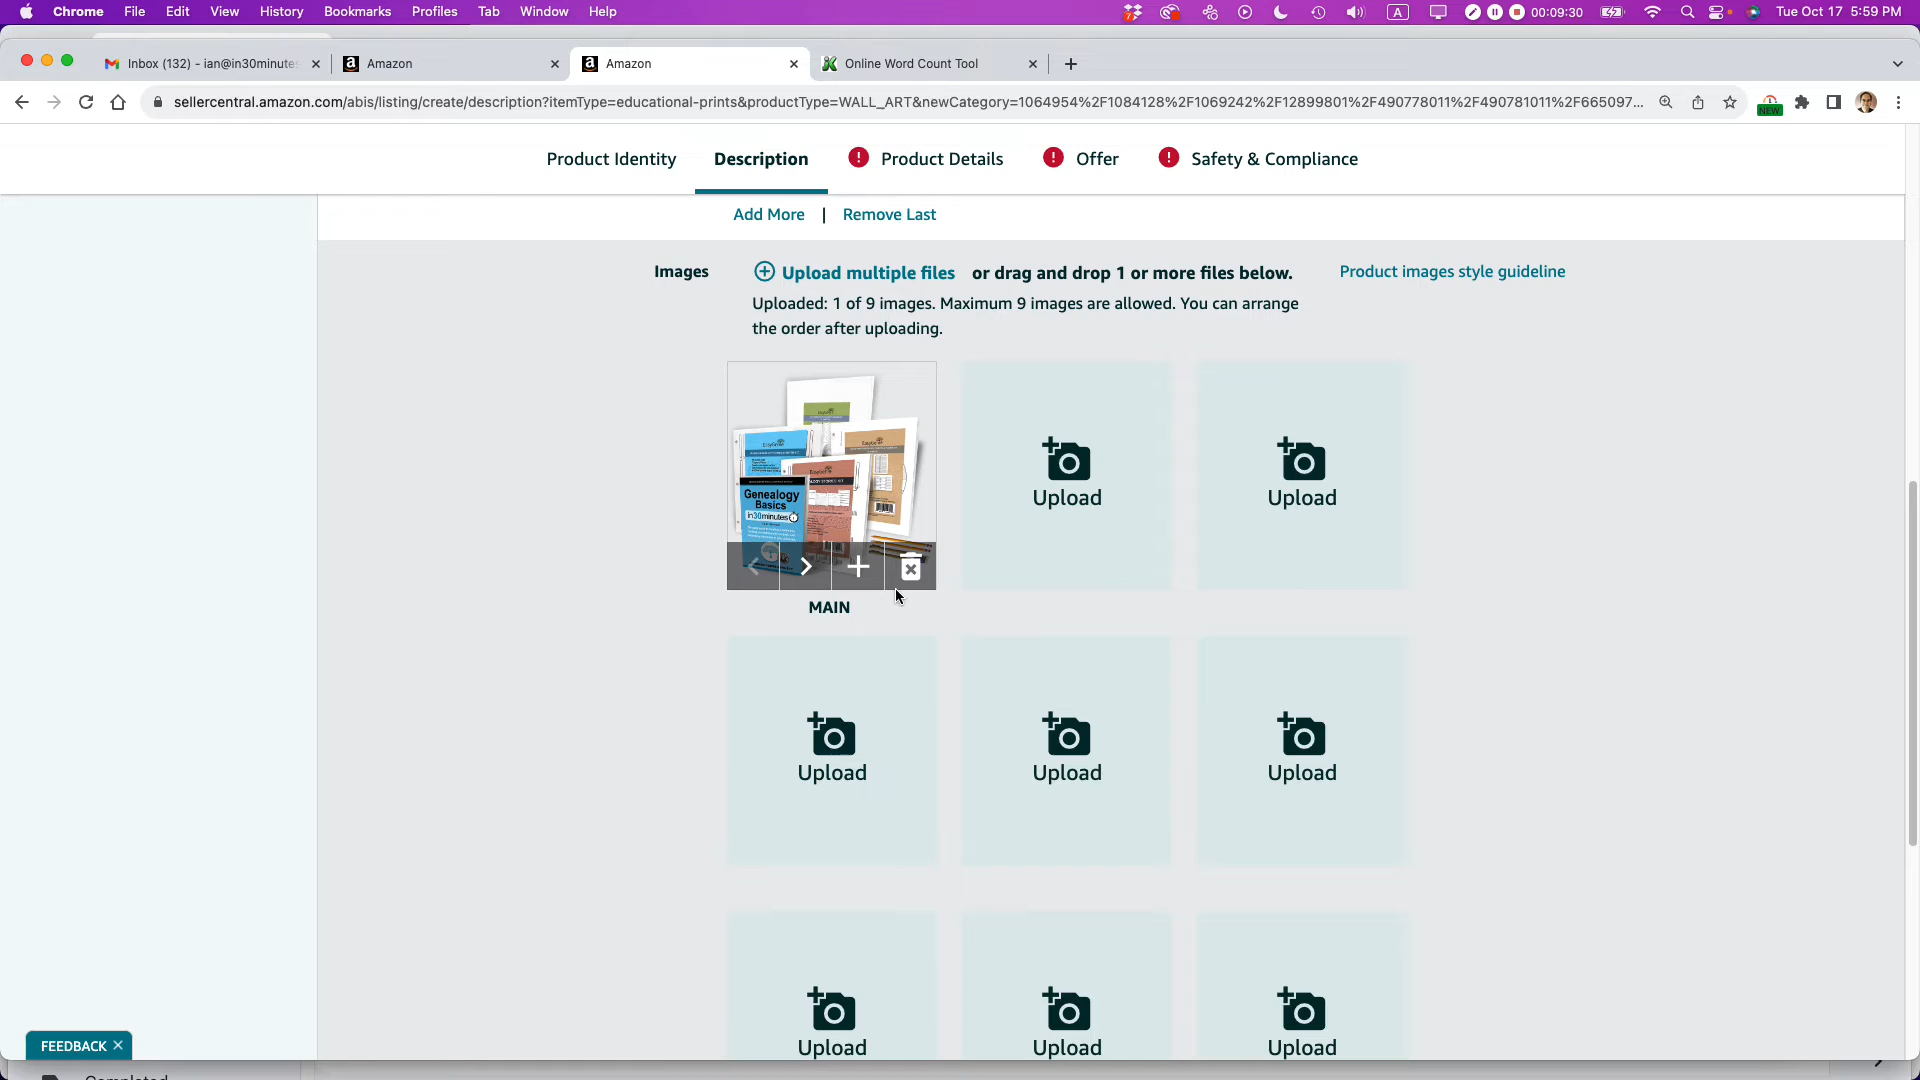 Chrome File Edit View History Bookmarks Profiles Tab Window Help
7 A 00:09:30 Tue Oct 17 5:59 PM
Inbox (132) - ian@in30minutes
Amazon
Amazon
Online Word Count Tool
sellercentral.amazon.com/abis/listing/create/description?itemType=educational-prints&productType=WALL_ART&newCategory=1064954%2F1084128%2F1069242%2F12899801%2F490778011%2F490781011%2F665097...
NEW
Product Identity Description Product Details Offer Safety & Compliance
Add More | Remove Last
Images
Upload multiple files or drag and drop 1 or more files below.
Product images style guideline
Uploaded: 1 of 9 images. Maximum 9 images are allowed. You can arrange
the order after uploading.
Genealogy
Basics
in30minutes
MAIN
Upload
Upload
Upload
Upload
Upload
Upload
Upload
Upload
FEEDBACK
Completed